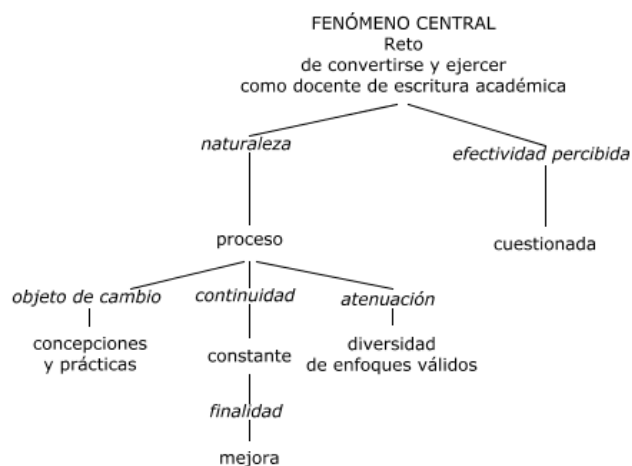 FENÓMENO CENTRAL
Reto
de convertirse y ejercer
como docente de escritura académica
naturaleza
efectividad percibida
proceso
cuestionada
objeto de cambio
continuidad
atenuación
concepciones
y prácticas
constante
diversidad
de enfoques válidos
finalidad
mejora